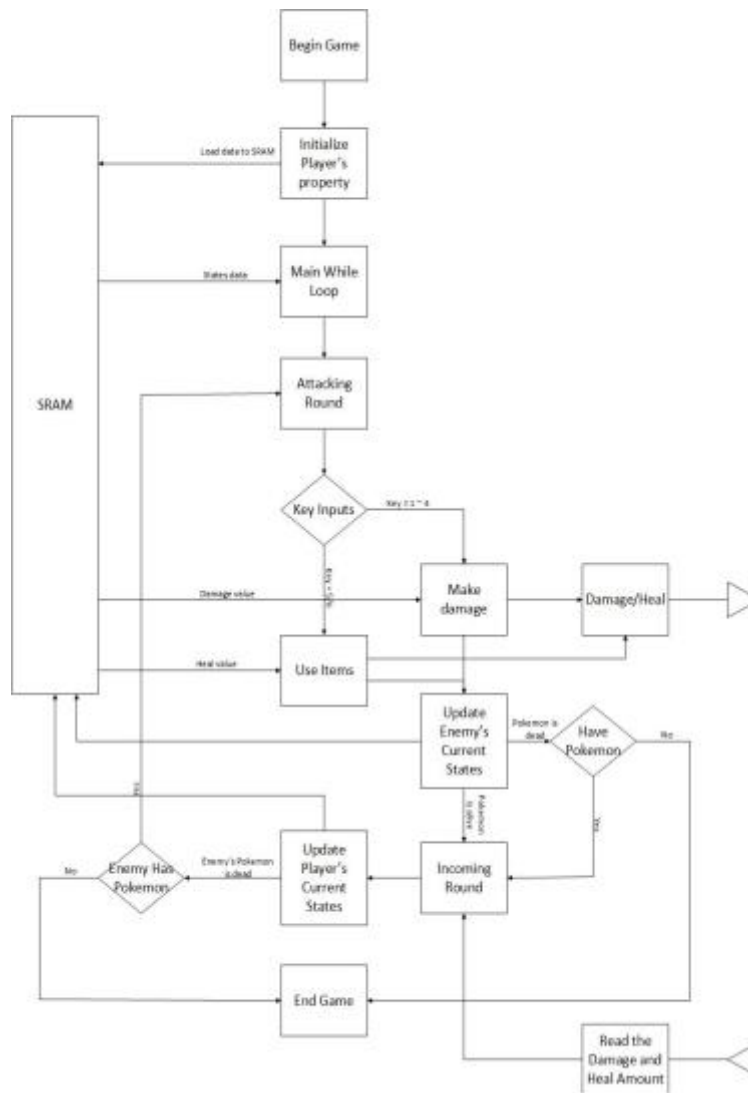 Begin Game
Initialize
Player's
property
Load data to SRAM
Main While
Loop
States data
SRAM
Attacking
Round
Key Inputs
Make
damage
Damage/Heal
Damage value
Use Items
Heal value
Update
Enemy's
Current
States
Pokemon is
dead
Have
Pokemon
No
Yes
Pokemon
is alive
Yes
Enemy Has
Pokemon
No
Enemy's Pokemon
is dead
Update
Player's
Current
States
Incoming
Round
End Game
Read the
Damage and
Heal Amount